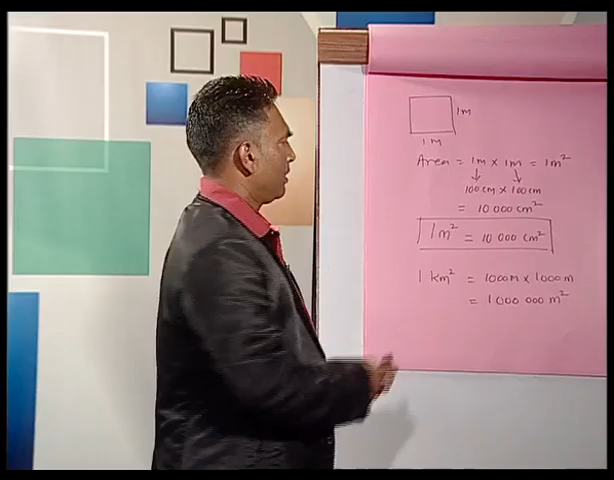 1m
1m
Area = 1m × 1m = 1m²
100cm × 100cm
= 10 000 cm²
1m² = 10 000 cm²
1 km² = 1000m × 1000m
= 1 000 000 m²